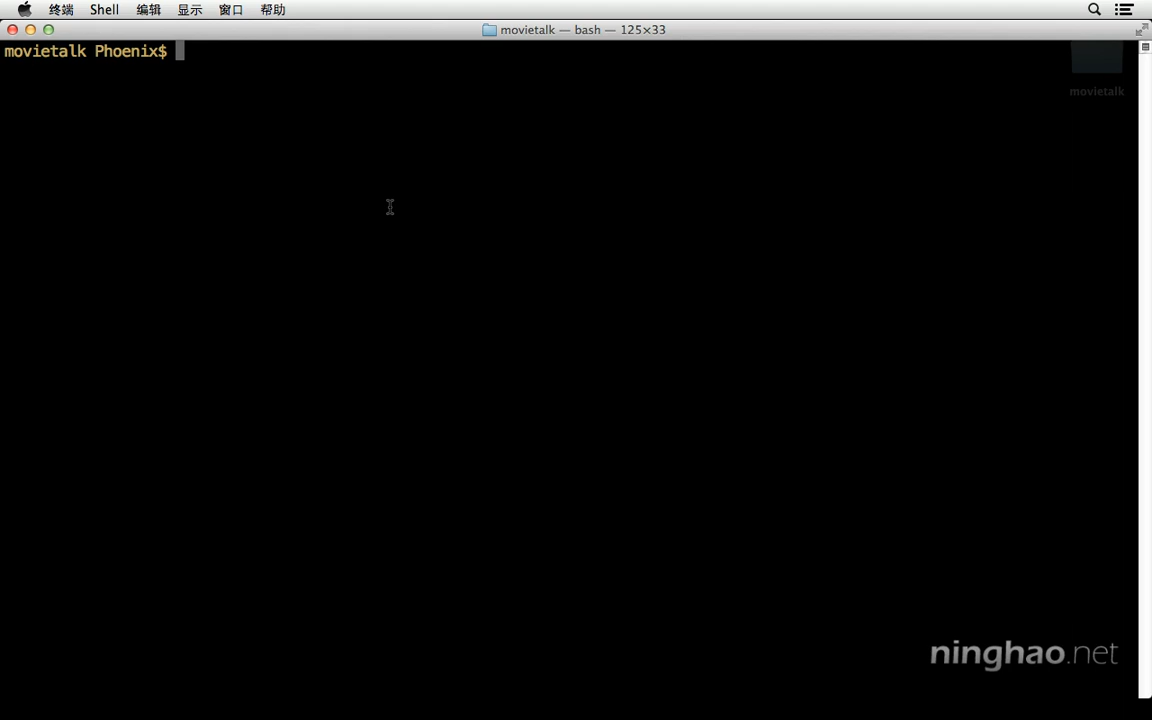 终端 Shell 编辑 显示 窗口 帮助
movietalk — bash — 125×33
movietalk Phoenix$
movietalk
ninghao.net